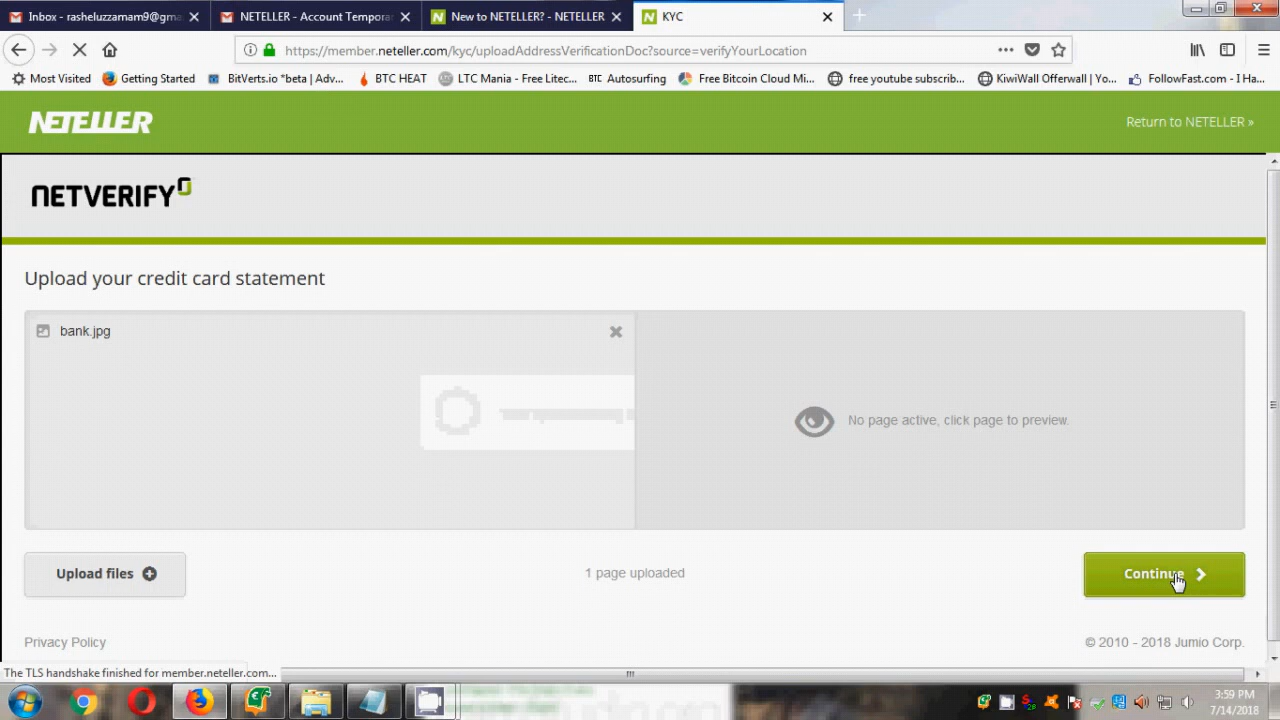 Inbox - rasheluzzamam9@gma
NETELLER - Account Tempora
New to NETELLER? - NETELLER
KYC
https://member.neteller.com/kyc/uploadAddressVerificationDoc?source=verifyYourLocation
Most Visited
Getting Started
BitVerts.io *beta | Adv...
BTC HEAT
LTC Mania - Free Litec...
BTC Autosurfing
Free Bitcoin Cloud Mi...
free youtube subscrib...
KiwiWall Offerwall | Yo...
FollowFast.com - I Ha...
NETELLER
Return to NETELLER »
NETVERIFY
Upload your credit card statement
bank.jpg
No page active, click page to preview.
Upload files
1 page uploaded
Continue
Privacy Policy
© 2010 - 2018 Jumio Corp.
The TLS handshake finished for member.neteller.com...
3:59 PM
7/14/2018